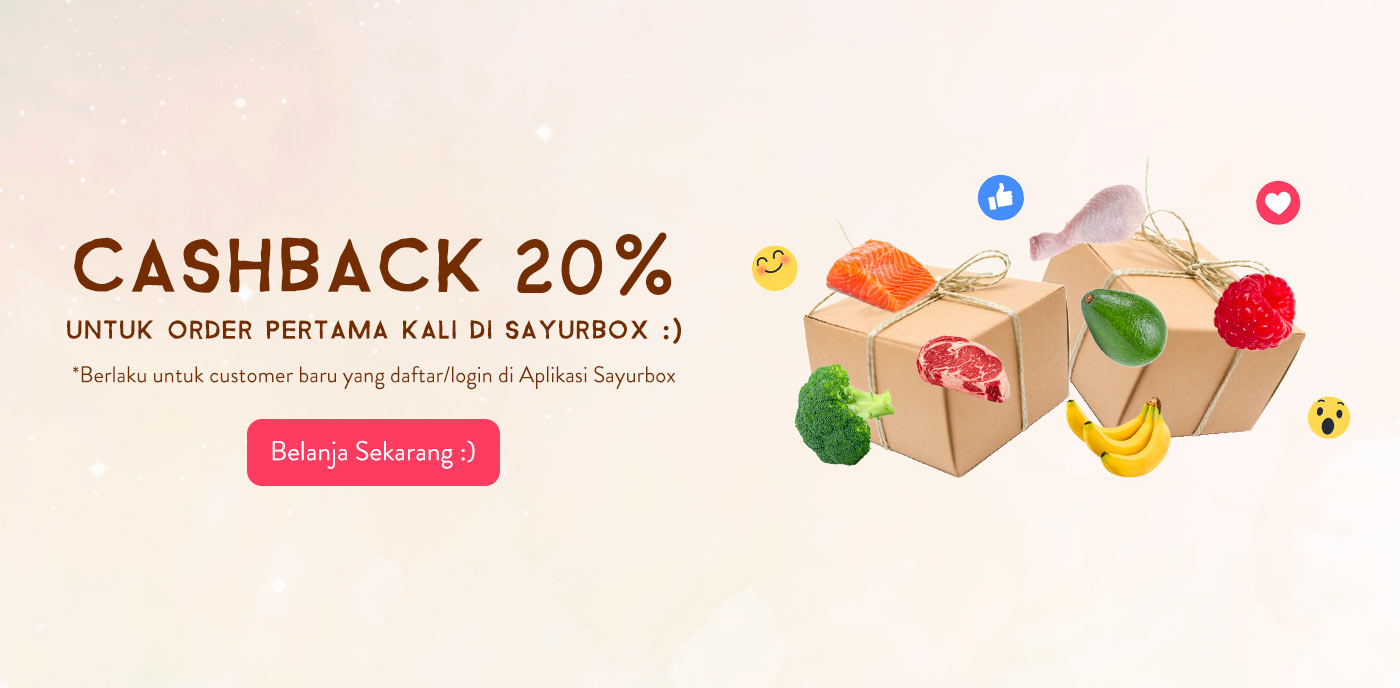 CASHBACK 20%
UNTUK ORDER PERTAMA KALI DI SAYURBOX :)
*Berlaku untuk customer baru yang daftar/login di Aplikasi Sayurbox
Belanja Sekarang :)